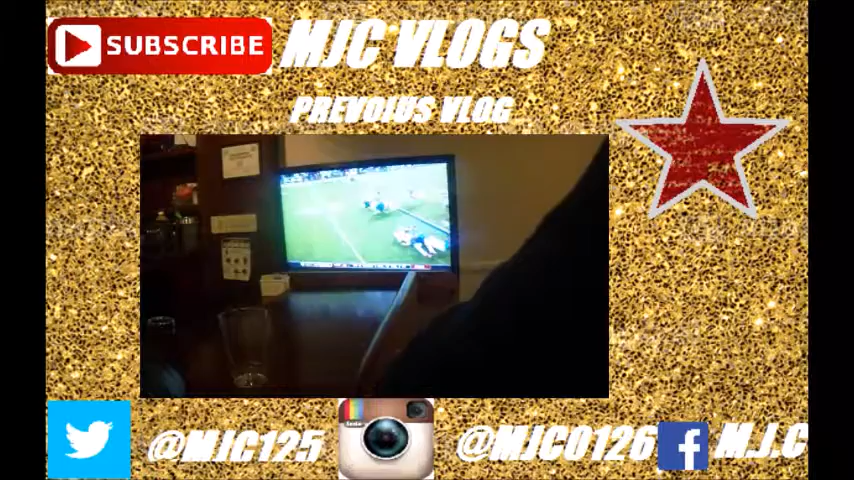 SUBSCRIBE
MJC VLOGS
PREVOIUS VLOG
@MJC125
@MJC0126
M.J.C